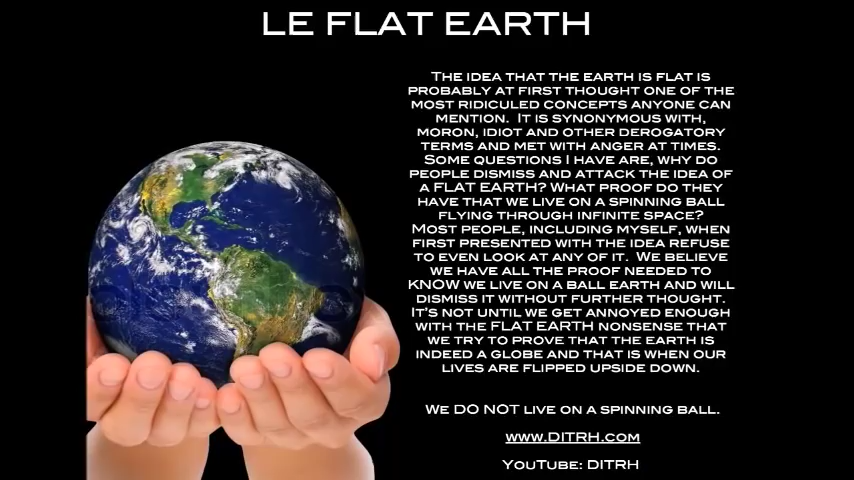 LE FLAT EARTH
THE IDEA THAT THE EARTH IS FLAT IS
PROBABLY AT FIRST THOUGHT ONE OF THE
MOST RIDICULED CONCEPTS ANYONE CAN
MENTION. IT IS SYNONYMOUS WITH,
MORON, IDIOT AND OTHER DEROGATORY
TERMS AND MET WITH ANGER AT TIMES.
SOME QUESTIONS I HAVE ARE, WHY DO
PEOPLE DISMISS AND ATTACK THE IDEA OF
A FLAT EARTH? WHAT PROOF DO THEY
HAVE THAT WE LIVE ON A SPINNING BALL
FLYING THROUGH INFINITE SPACE?
MOST PEOPLE, INCLUDING MYSELF, WHEN
FIRST PRESENTED WITH THE IDEA REFUSE
TO EVEN LOOK AT ANY OF IT. WE BELIEVE
WE HAVE ALL THE PROOF NEEDED TO
KNOW WE LIVE ON A BALL EARTH AND WILL
DISMISS IT WITHOUT FURTHER THOUGHT.
IT'S NOT UNTIL WE GET ANNOYED ENOUGH
WITH THE FLAT EARTH NONSENSE THAT
WE TRY TO PROVE THAT THE EARTH IS
INDEED A GLOBE AND THAT IS WHEN OUR
LIVES ARE FLIPPED UPSIDE DOWN.
WE DO NOT LIVE ON A SPINNING BALL.
WWW.DITRH.COM
YOUTUBE: DITRH